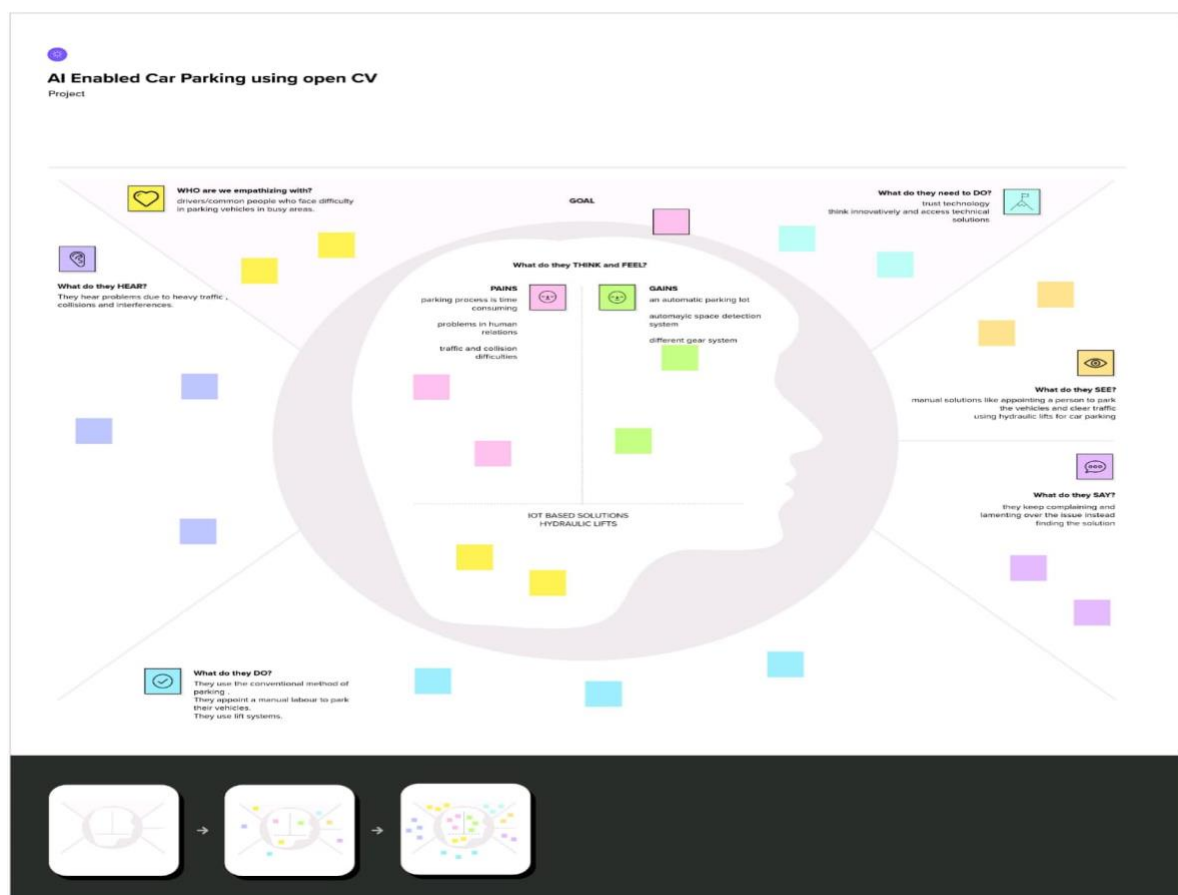 AI Enabled Car Parking using open CV
Project
WHO are we empathizing with?
drivers/common people who face difficulty
in parking vehicles in busy areas.
GOAL
What do they need to DO?
trust technology
think innovatively and access technical
solutions
What do they HEAR?
They hear problems due to heavy traffic ,
collisions and interferences.
What do they THINK and FEEL?
PAINS
parking process is time
consuming
problems in human
relations
traffic and collision
difficulties
GAINS
an automatic parking lot
automayic space detection
system
different gear system
What do they SEE?
manual solutions like appointing a person to park
the vehicles and clear traffic
using hydraulic lifts for car parking
What do they SAY?
they keep complaining and
lamenting over the issue instead
finding the solution
IOT BASED SOLUTIONS
HYDRAULIC LIFTS
What do they DO?
They use the conventional method of
parking .
They appoint a manual labour to park
their vehicles.
They use lift systems.